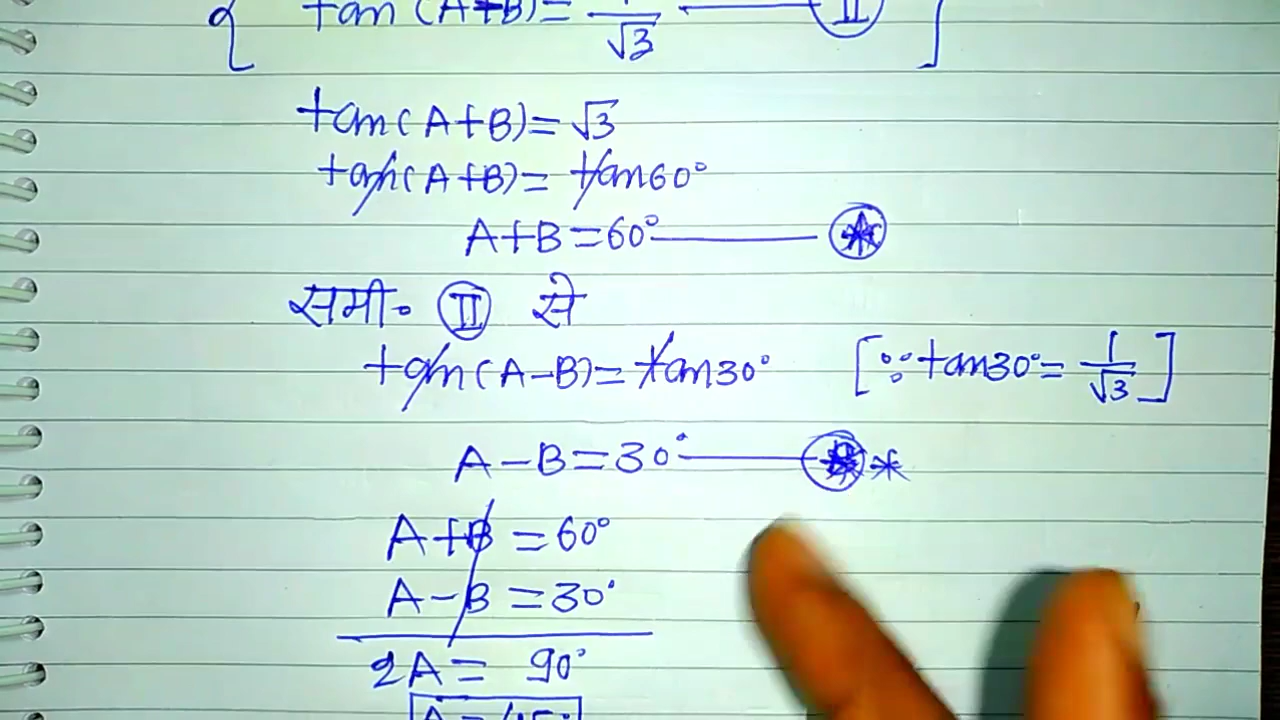 { tan (A+B) = 1/√3 —— II ]
tan(A+B)=√3
tan(A+B)= tan60°
A+B=60° —— *
समी॰ II से
tan(A-B)=tan30° [∵ tan30°= 1/√3 ]
A-B=30° —— *
A+B =60°
A-B =30°
2A= 90°
A=45°